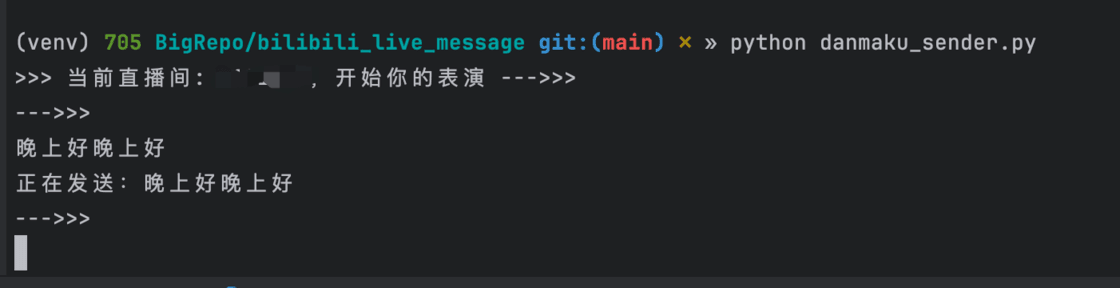 (venv) 705 BigRepo/bilibili_live_message git:(main) ✗ » python danmaku_sender.py
>>> 当前直播间: , 开始你的表演 --->>>
--->>>
晚上好晚上好
正在发送: 晚上好晚上好
--->>>